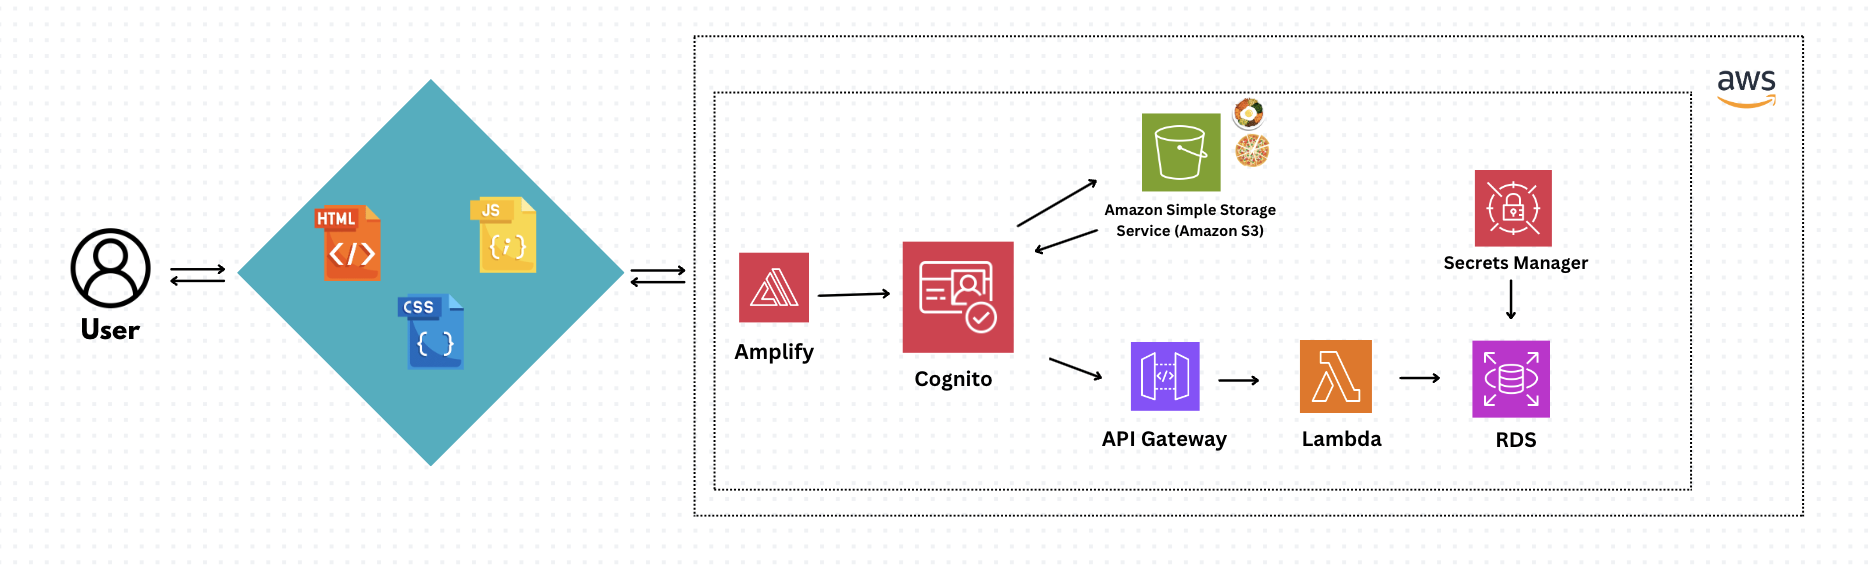 User
HTML
</>
JS
{i}
CSS
{ }
aws
Amplify
Cognito
Amazon Simple Storage
Service (Amazon S3)
Secrets Manager
</>
API Gateway
Lambda
RDS